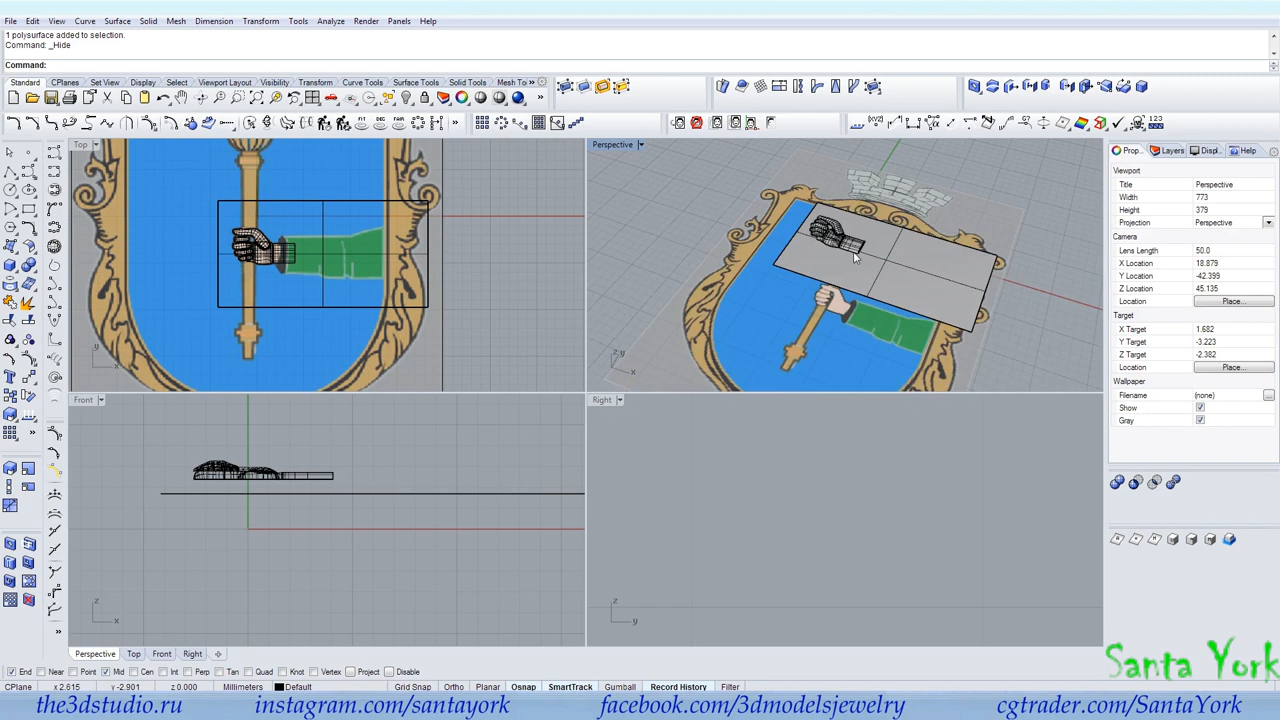 File Edit View Curve Surface Solid Mesh Dimension Transform Tools Analyze Render Panels Help
1 polysurface added to selection.
Command: _Hide
Command:
Standard CPlanes Set View Display Select Viewport Layout Visibility Transform Curve Tools Surface Tools Solid Tools Mesh To »
Top
Perspective
Prop... Layers Displ... Help
Viewport
Title Perspective
Width 773
Height 379
Projection Perspective
Camera
Lens Length 50.0
X Location 18.879
Y Location -42.399
Z Location 45.135
Location Place...
Target
X Target 1.682
Y Target -3.223
Z Target -2.382
Location Place...
Wallpaper
Filename (none) ...
Show
Gray
y
x
z y
x
Front
Right
z
x
z
y
Perspective Top Front Right
End Near Point Mid Cen Int Perp Tan Quad Knot Vertex Project Disable
CPlane x 2.615 y -2.901 z 0.000 Millimeters Default Grid Snap Ortho Planar Osnap SmartTrack Gumball Record History Filter
Santa York
the3dstudio.ru instagram.com/santayork facebook.com/3dmodelsjewelry cgtrader.com/SantaYork